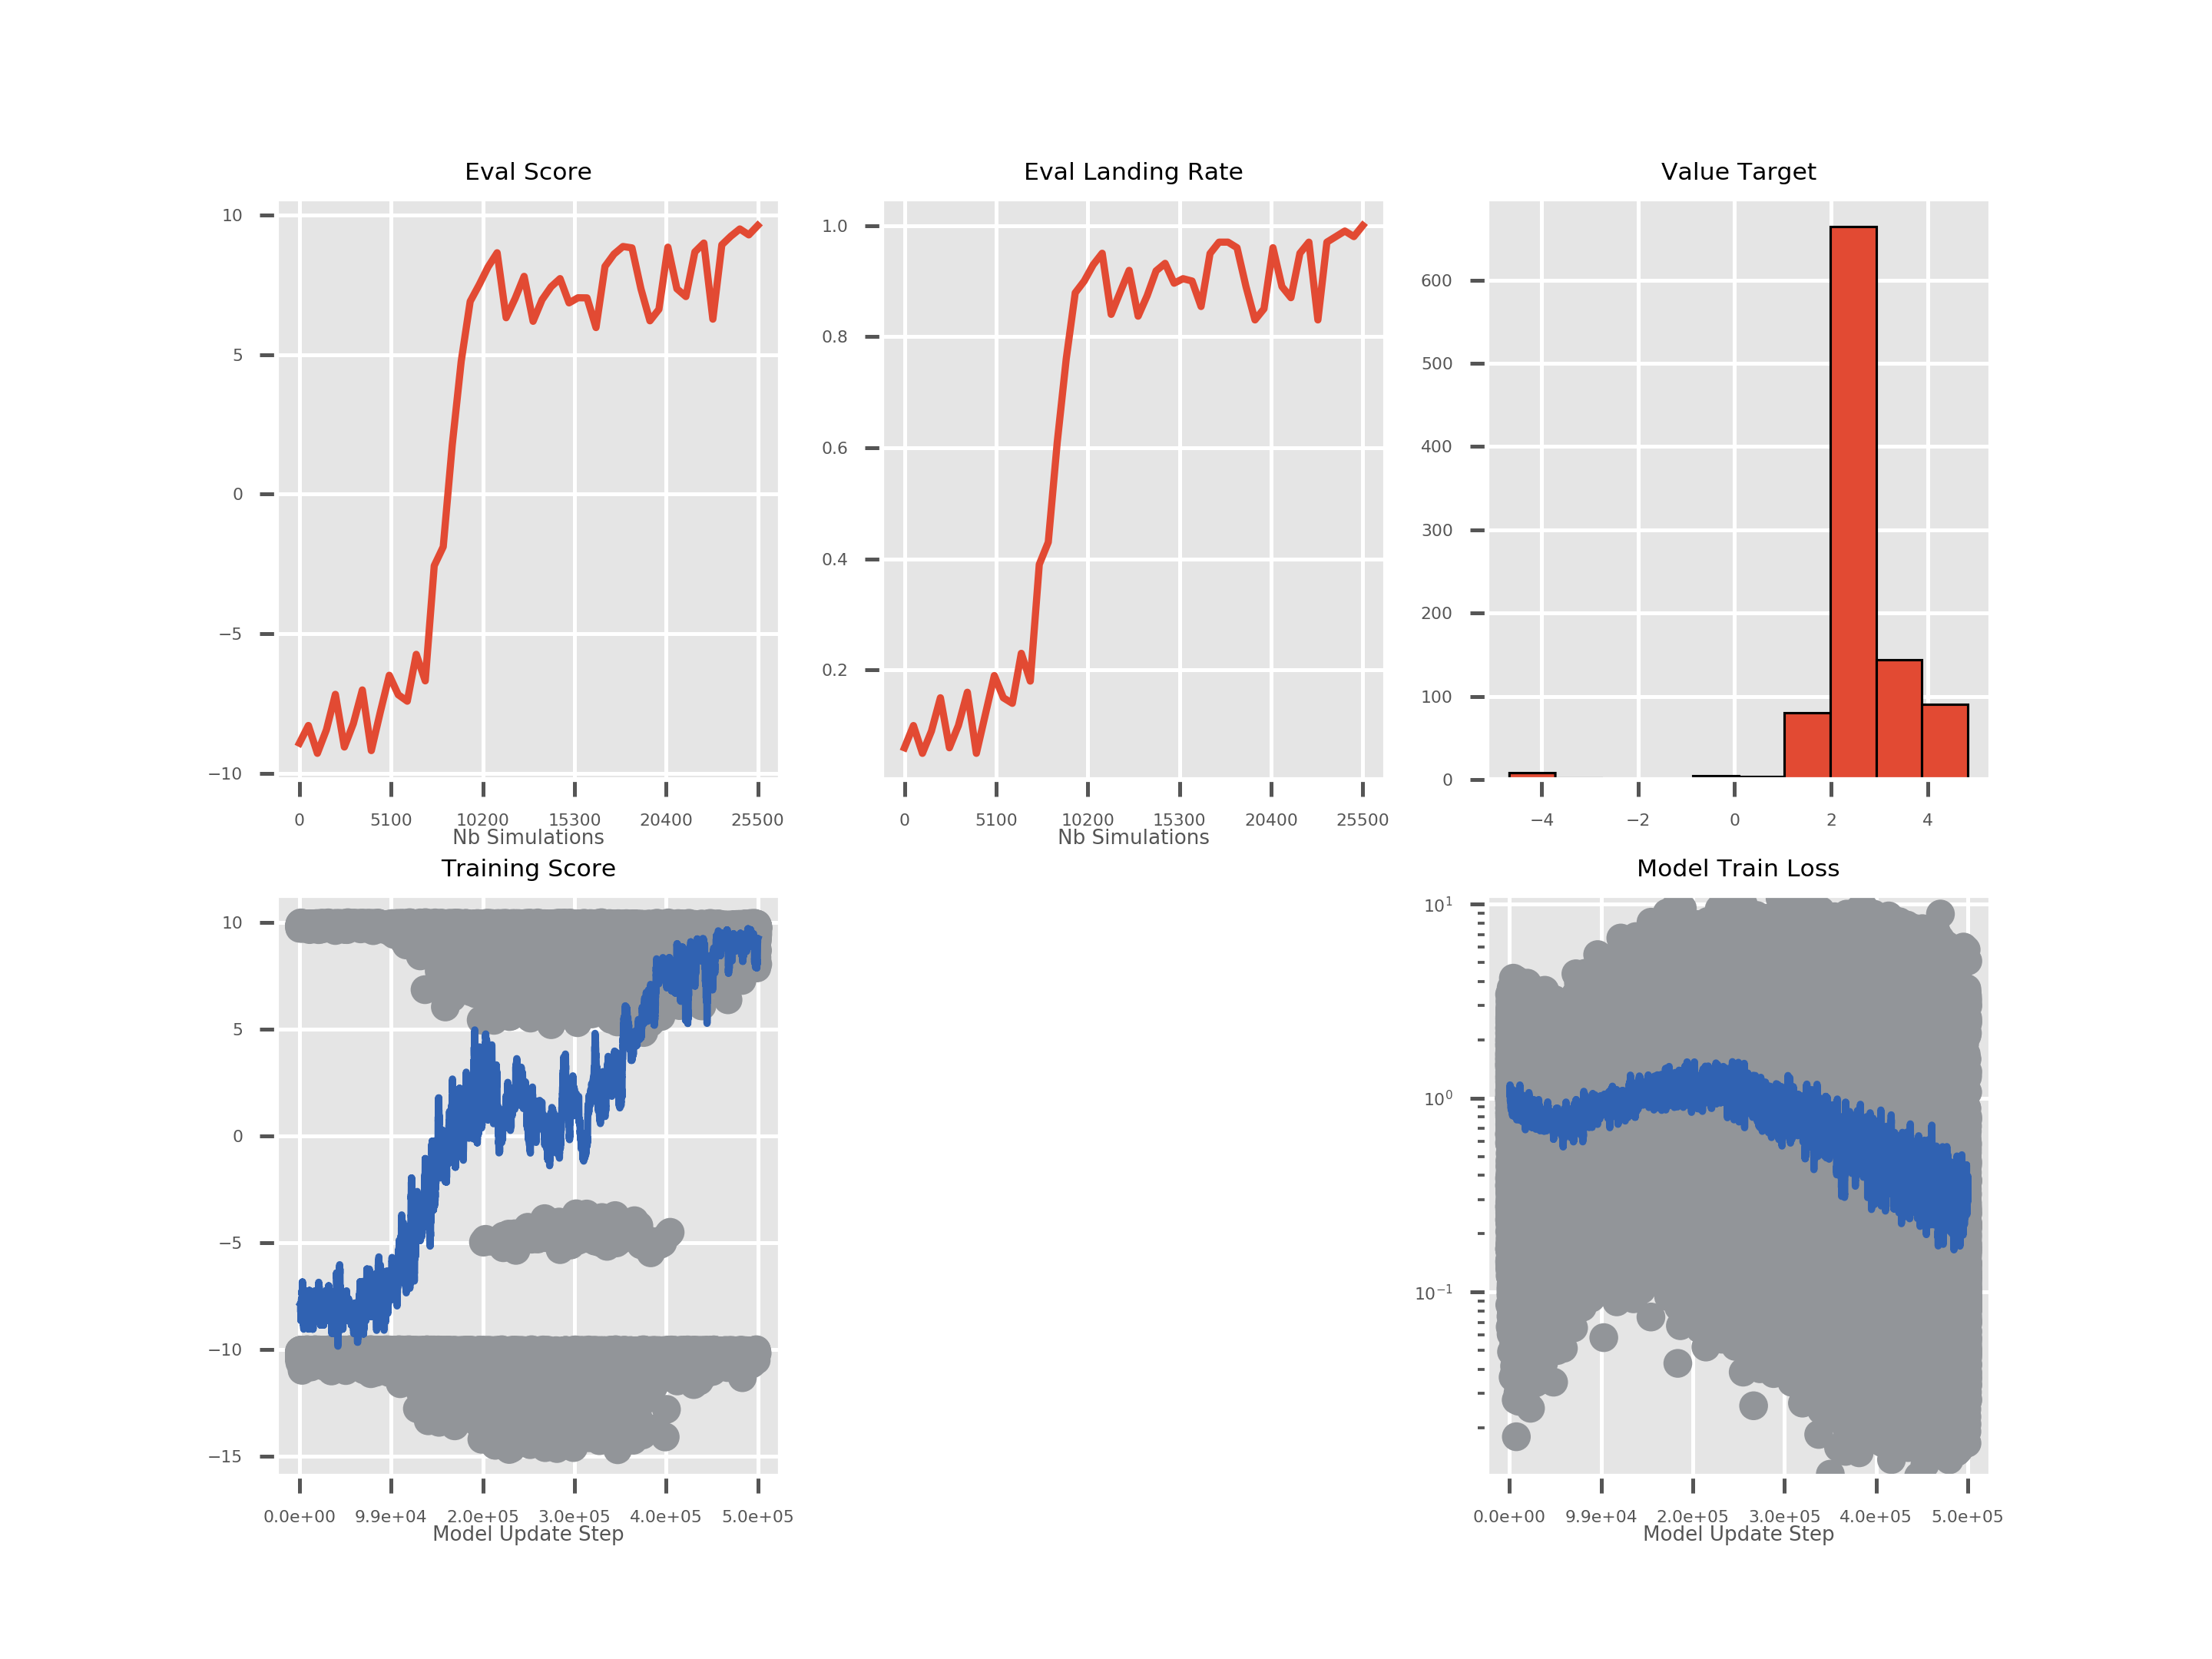 Eval Score
10
5
0
−5
−10
0 5100 10200 15300 20400 25500
Nb Simulations
Eval Landing Rate
1.0
0.8
0.6
0.4
0.2
0 5100 10200 15300 20400 25500
Nb Simulations
Value Target
600
500
400
300
200
100
0
−4 −2 0 2 4
Training Score
10
5
0
−5
−10
−15
0.0e+00 9.9e+04 2.0e+05 3.0e+05 4.0e+05 5.0e+05
Model Update Step
Model Train Loss
10¹
10⁰
10⁻¹
0.0e+00 9.9e+04 2.0e+05 3.0e+05 4.0e+05 5.0e+05
Model Update Step